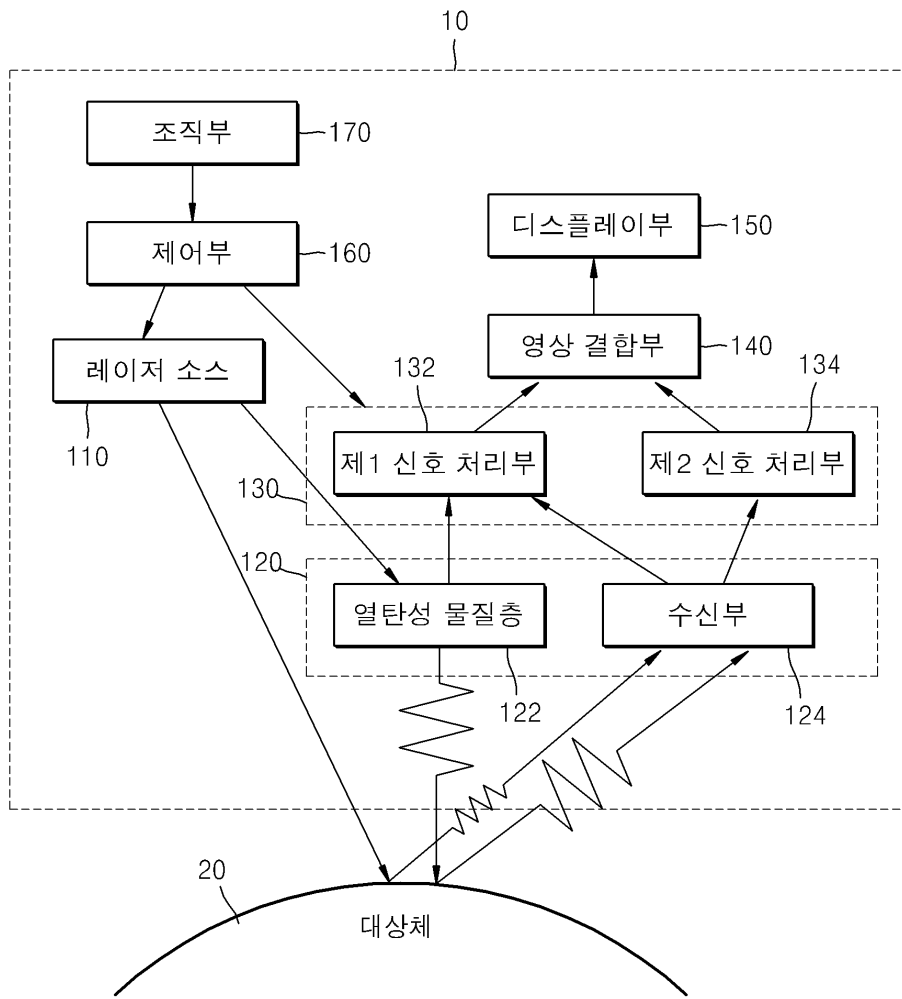 10
조직부
170
디스플레이부
150
제어부
160
영상 결합부
140
레이저 소스
110
132
134
제1 신호 처리부
제2 신호 처리부
130
120
열탄성 물질층
수신부
122
124
20
대상체